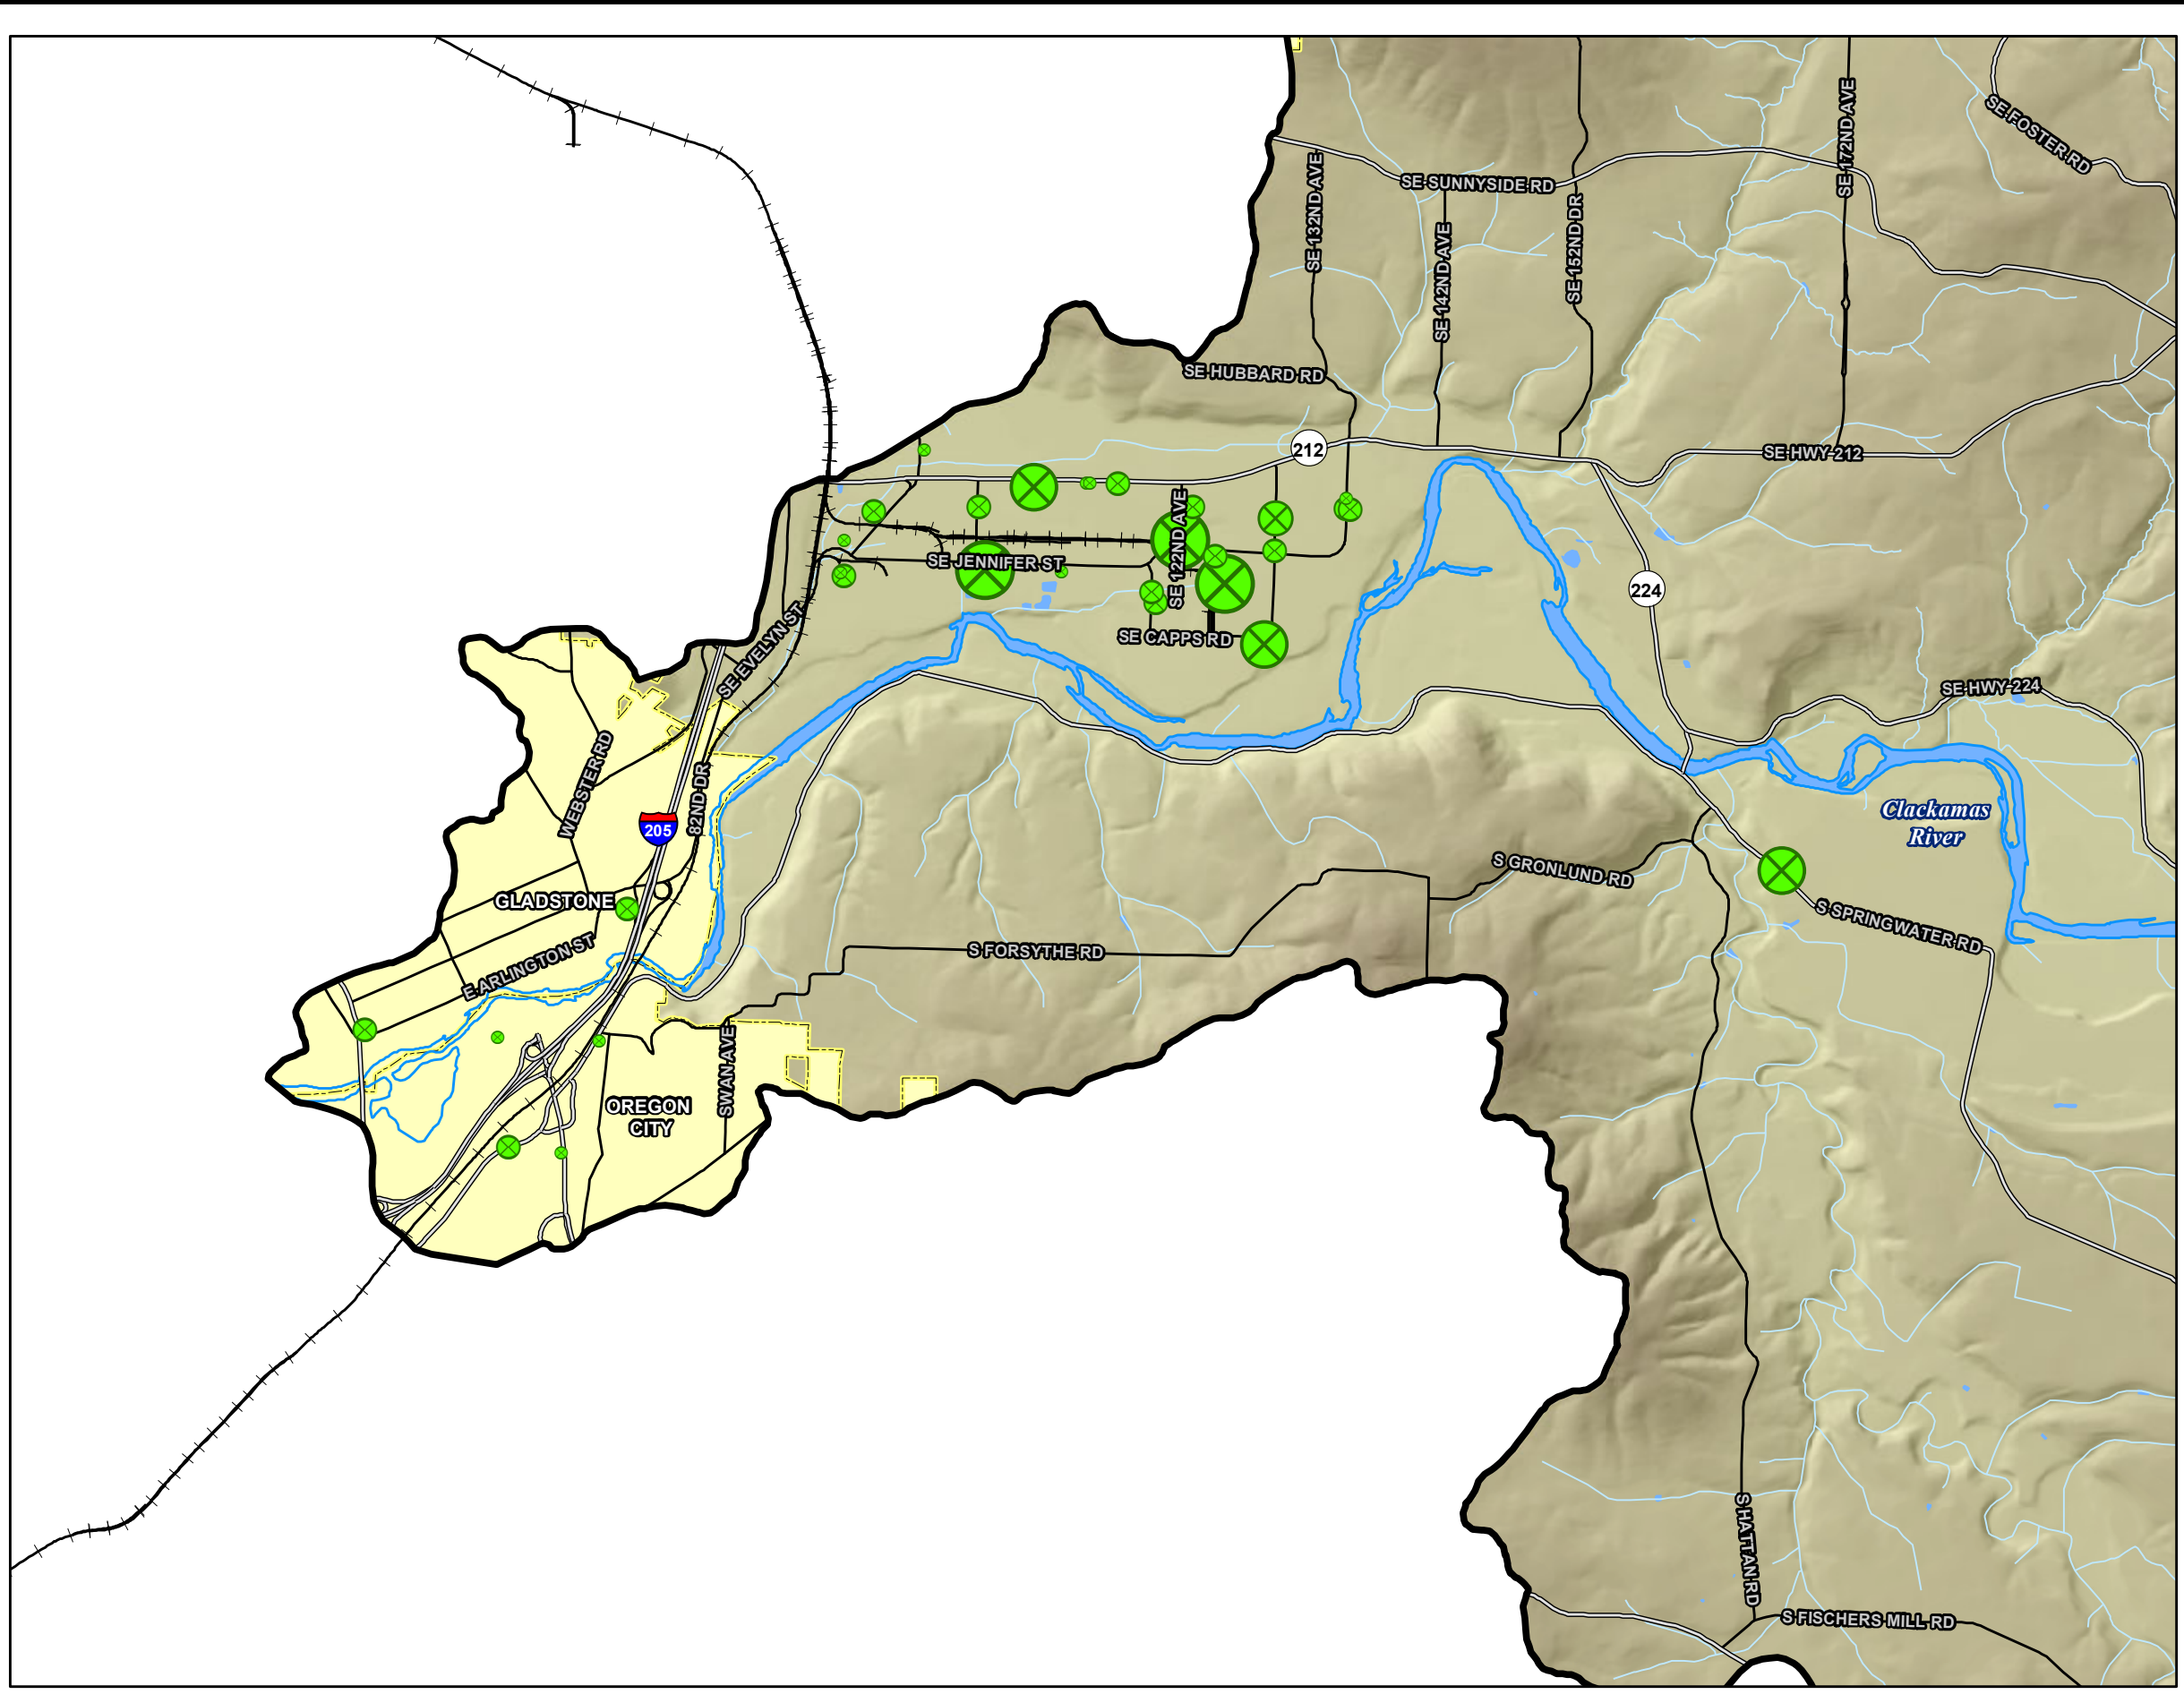 SE 172ND AVE
SE FOSTER RD
SE SUNNYSIDE RD
SE 132ND AVE
SE 152ND DR
SE 142ND AVE
SE HUBBARD RD
212
SE HWY 212
SE 122ND AVE
SE JENNIFER ST
224
SE CAPPS RD
SE EVELYN ST
SE HWY 224
WEBSTER RD
82ND DR
205
Clackamas
River
S GRONLUND RD
GLADSTONE
S SPRINGWATER RD
E ARLINGTON ST
S FORSYTHE RD
SWAN AVE
OREGON
CITY
S HATTAN RD
S FISCHERS MILL RD